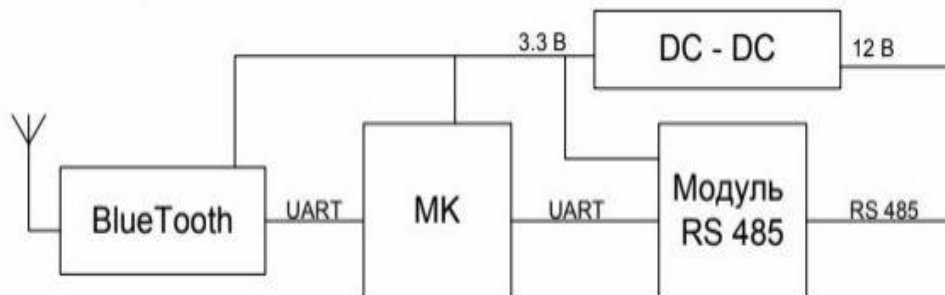 3.3 В
DC - DC
12 В
BlueTooth
UART
МК
UART
Модуль
RS 485
RS 485